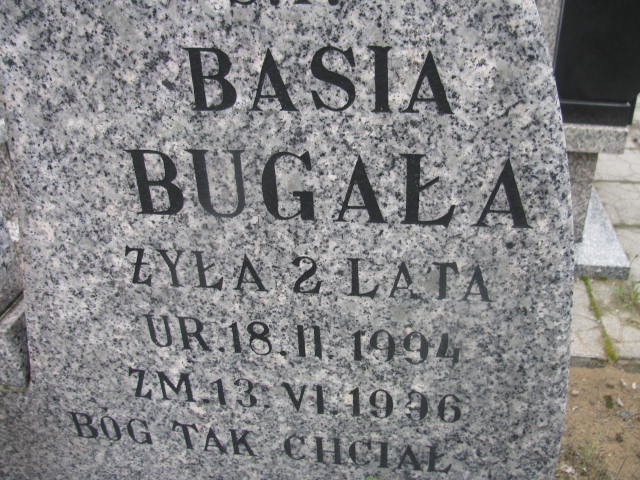 BASIA
BUGAŁA
ŻYŁA 2 LATA
UR.18.II.1994
ZM.13.VI.1996
BÓG TAK CHCIAŁ